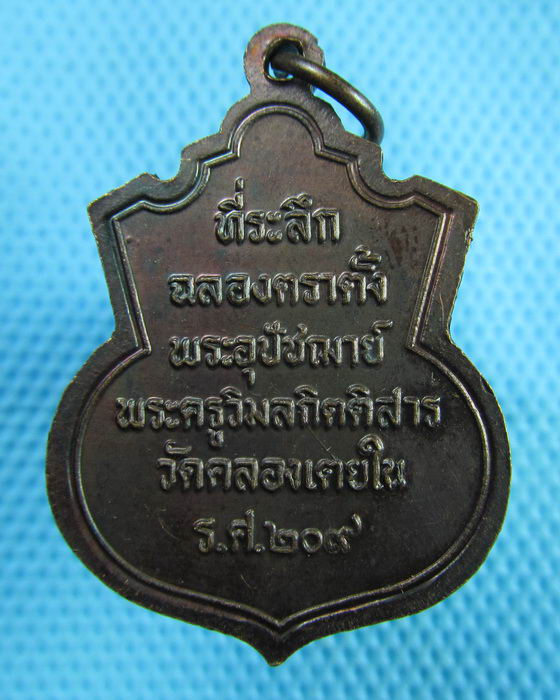 ที่ระลึก
ฉลองตราตั้ง
พระอุปัชฌาย์
พระครูวิมลกิตติสาร
วัดคลองเตยใน
ร.ศ.๒๐๙